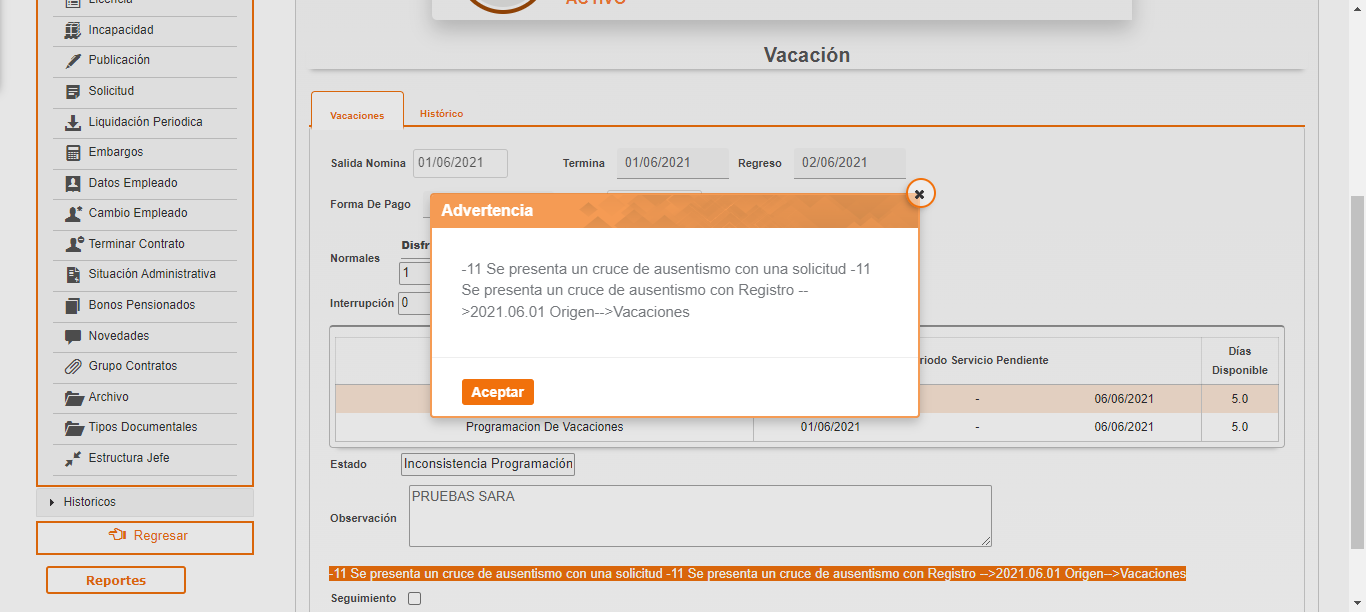 Licencia
Incapacidad
Publicación
Solicitud
Liquidación Periodica
Embargos
Datos Empleado
Cambio Empleado
Terminar Contrato
Situación Administrativa
Bonos Pensionados
Novedades
Grupo Contratos
Archivo
Tipos Documentales
Estructura Jefe
Historicos
Regresar
Reportes
ACTIVO
Vacación
Vacaciones Histórico
Salida Nomina 01/06/2021 Termina 01/06/2021 Regreso 02/06/2021
Forma De Pago
Disfr
Normales 1
Interrupción 0
Advertencia
-11 Se presenta un cruce de ausentismo con una solicitud -11
Se presenta un cruce de ausentismo con Registro --
>2021.06.01 Origen-->Vacaciones
Aceptar
riodo Servicio Pendiente Días
Disponible
- 06/06/2021 5.0
Programacion De Vacaciones 01/06/2021 - 06/06/2021 5.0
Estado Inconsistencia Programación
Observación PRUEBAS SARA
-11 Se presenta un cruce de ausentismo con una solicitud -11 Se presenta un cruce de ausentismo con Registro -->2021.06.01 Origen-->Vacaciones
Seguimiento